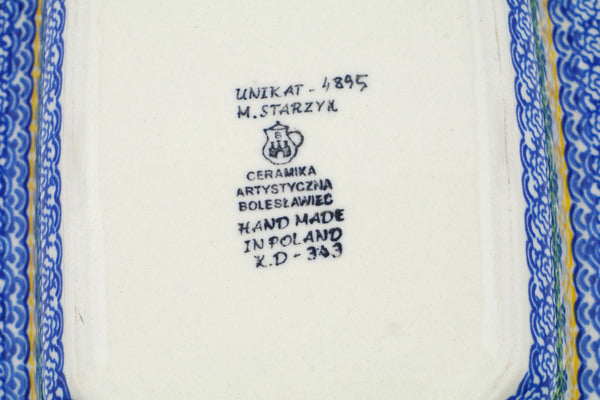 UNIKAT - 4895
M. STARZYK
B
CERAMIKA
ARTYSTYCZNA
BOLESŁAWIEC
HAND MADE
IN POLAND
X.D - 343